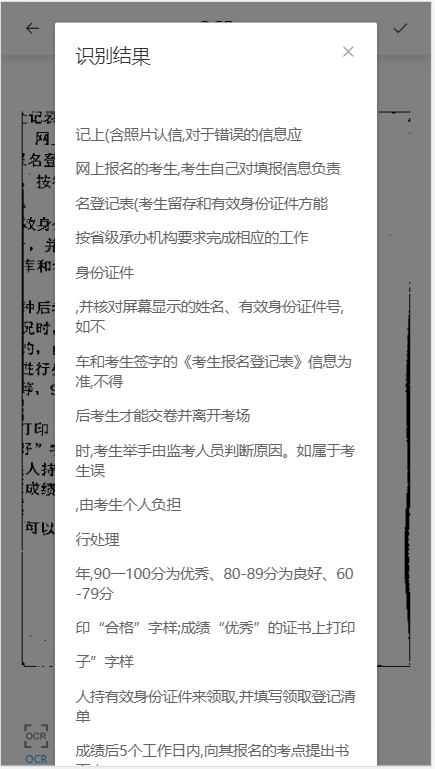 识别结果
记上(含照片认信,对于错误的信息应
网上报名的考生,考生自己对填报信息负责
名登记表(考生留存和有效身份证件方能
按省级承办机构要求完成相应的工作
身份证件
,并核对屏幕显示的姓名、有效身份证件号,
如不
车和考生签字的《考生报名登记表》信息为
准,不得
后考生才能交卷并离开考场
时,考生举手由监考人员判断原因。如属于考
生误
,由考生个人负担
行处理
年,90—100分为优秀、80-89分为良好、60
-79分
印“合格”字样;成绩“优秀”的证书上打印
子”字样
人持有效身份证件来领取,并填写领取登记清
单
成绩后5个工作日内,向其报名的考点提出书
OCR
OCR